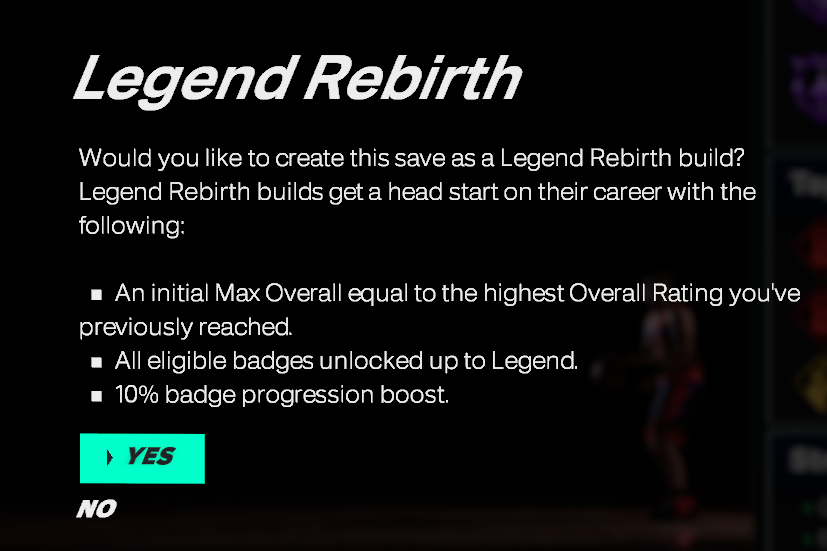 Legend Rebirth
Would you like to create this save as a Legend Rebirth build?
Legend Rebirth builds get a head start on their career with the
following:
▪ An initial Max Overall equal to the highest Overall Rating you've
previously reached.
▪ All eligible badges unlocked up to Legend.
▪ 10% badge progression boost.
YES
NO